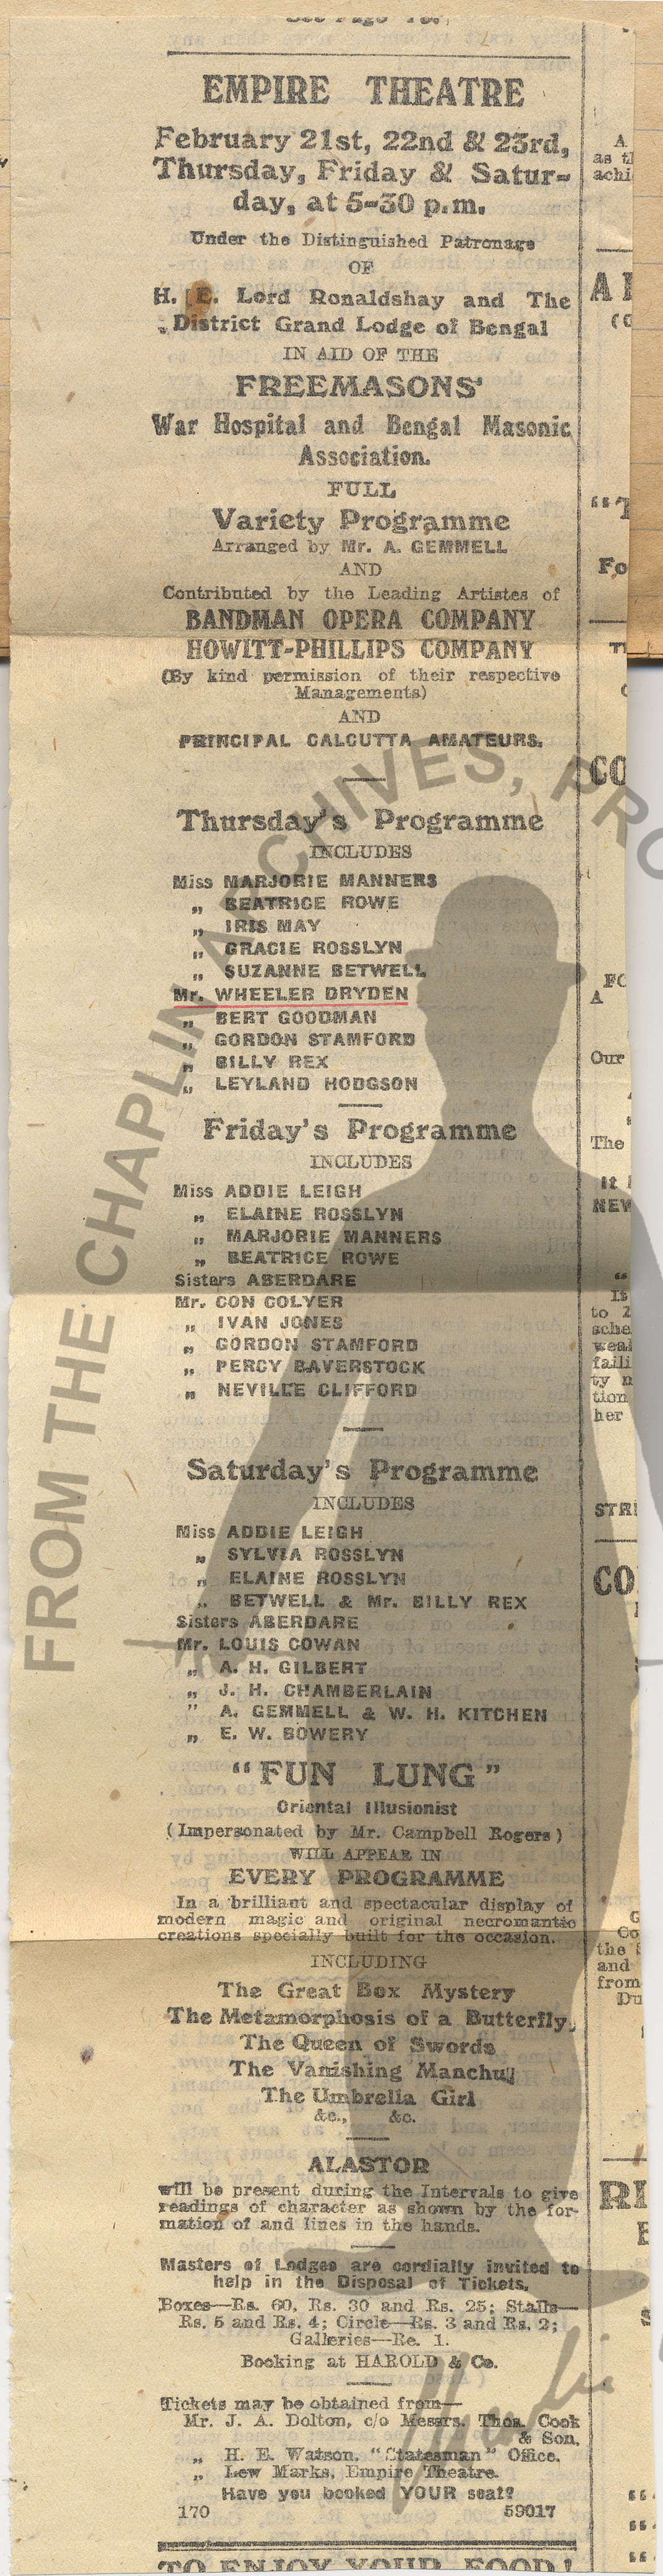 See Page
EMPIRE THEATRE
February 21st, 22nd & 23rd,
Thursday, Friday & Satur-
day, at 5-30 p.m.
Under the Distinguished Patronage
OF
H. E. Lord Ronaldshay and The
District Grand Lodge of Bengal
IN AID OF THE
FREEMASONS'
War Hospital and Bengal Masonic
Association.
FULL
Variety Programme
Arranged by Mr. A. GEMMELL
AND
Contributed by the Leading Artistes of
BANDMAN OPERA COMPANY
HOWITT-PHILLIPS COMPANY
(By kind permission of their respective
Managements)
AND
PRINCIPAL CALCUTTA AMATEURS.
Thursday's Programme
INCLUDES
Miss MARJORIE MANNERS
„ BEATRICE ROWE
„ IRIS MAY
„ GRACIE ROSSLYN
„ SUZANNE BETWELL
Mr. WHEELER DRYDEN
„ BERT GOODMAN
„ GORDON STAMFORD
„ BILLY REX
„ LEYLAND HODGSON
Friday's Programme
INCLUDES
Miss ADDIE LEIGH
„ ELAINE ROSSLYN
„ MARJORIE MANNERS
„ BEATRICE ROWE
Sisters ABERDARE
Mr. CON COLYER
„ IVAN JONES
„ GORDON STAMFORD
„ PERCY BAVERSTOCK
„ NEVILLE CLIFFORD
Saturday's Programme
INCLUDES
Miss ADDIE LEIGH
„ SYLVIA ROSSLYN
„ ELAINE ROSSLYN
„ BETWELL & Mr. BILLY REX
Sisters ABERDARE
Mr. LOUIS COWAN
„ A. H. GILBERT
„ J. H. CHAMBERLAIN
" A. GEMMELL & W. H. KITCHEN
„ E. W. BOWERY
"FUN LUNG"
Oriental Illusionist
(Impersonated by Mr. Campbell Rogers)
WILL APPEAR IN
EVERY PROGRAMME
In a brilliant and spectacular display of
modern magic and original necromantic
creations specially built for the occasion.
INCLUDING
The Great Box Mystery
The Metamorphosis of a Butterfly.
The Queen of Swords
The Vanishing Manchu
The Umbrella Girl
&c., &c.
ALASTOR
will be present during the Intervals to give
readings of character as shown by the for-
mation of and lines in the hands.
Masters of Lodges are cordially invited to
help in the Disposal of Tickets.
Boxes—Rs. 60, Rs. 30 and Rs. 25; Stalls—
Rs. 5 and Rs. 4; Circle—Rs. 3 and Rs. 2;
Galleries—Re. 1.
Booking at HAROLD & Co.
Tickets may be obtained from—
Mr. J. A. Dolton, c/o Messrs. Thos. Cook
& Son.
„ H. E. Watson, "Statesman" Office.
„ Lew Marks, Empire Theatre.
Have you booked YOUR seat?
170 59017
TO ENJOY YOUR FOOD!
FROM THE CHAPLIN ARCHIVES, PRO